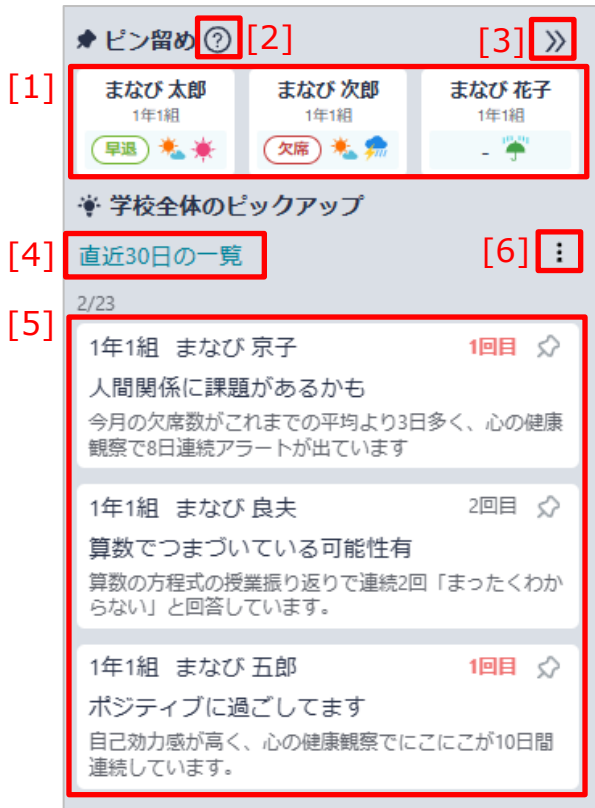 ピン留め ? [2] [3]
[1]
まなび 太郎 まなび 次郎 まなび 花子
1年1組 1年1組 1年1組
早退 欠席 -
学校全体のピックアップ
[4] 直近30日の一覧 [6]
2/23
[5]
1年1組 まなび 京子 1回目
人間関係に課題があるかも
今月の欠席数がこれまでの平均より3日多く、心の健康
観察で8日連続アラートが出ています
1年1組 まなび 良夫 2回目
算数でつまづいている可能性有
算数の方程式の授業振り返りで連続2回「まったくわか
らない」と回答しています。
1年1組 まなび 五郎 1回目
ポジティブに過ごしてます
自己効力感が高く、心の健康観察でにこにこが10日間
連続しています。